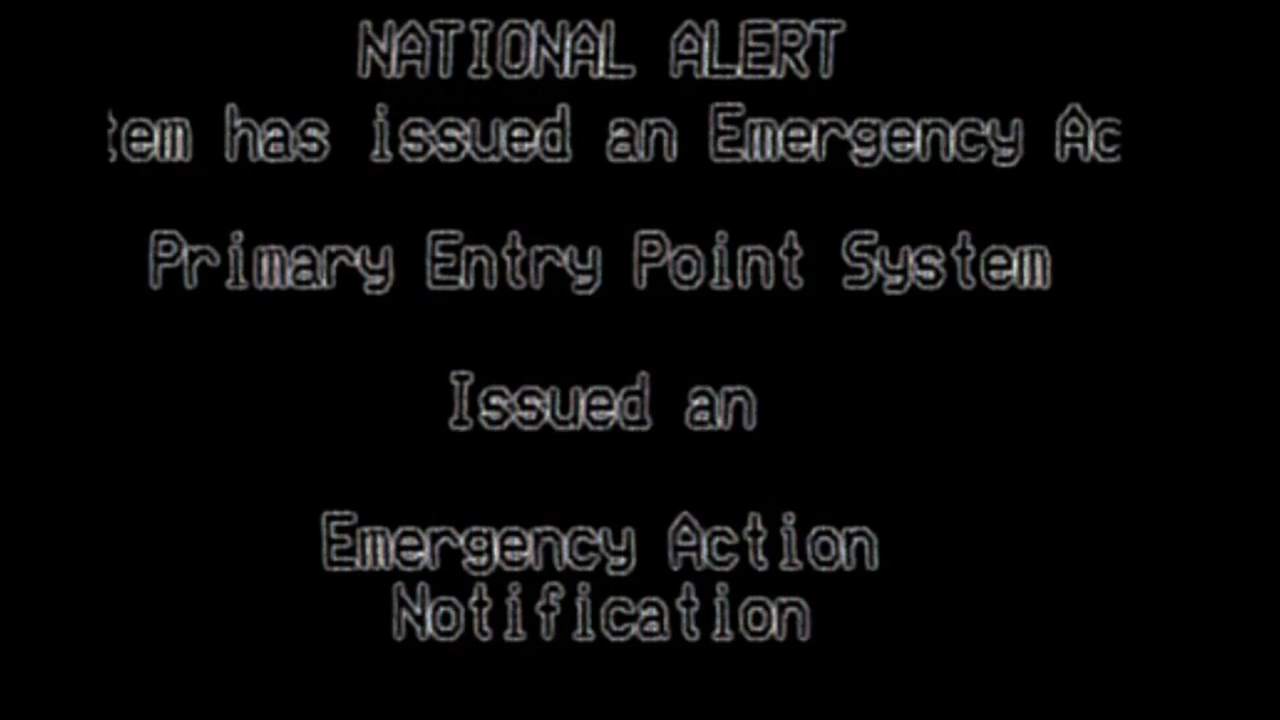 NATIONAL ALERT
tem has issued an Emergency Ac
Primary Entry Point System
Issued an
Emergency Action
Notification